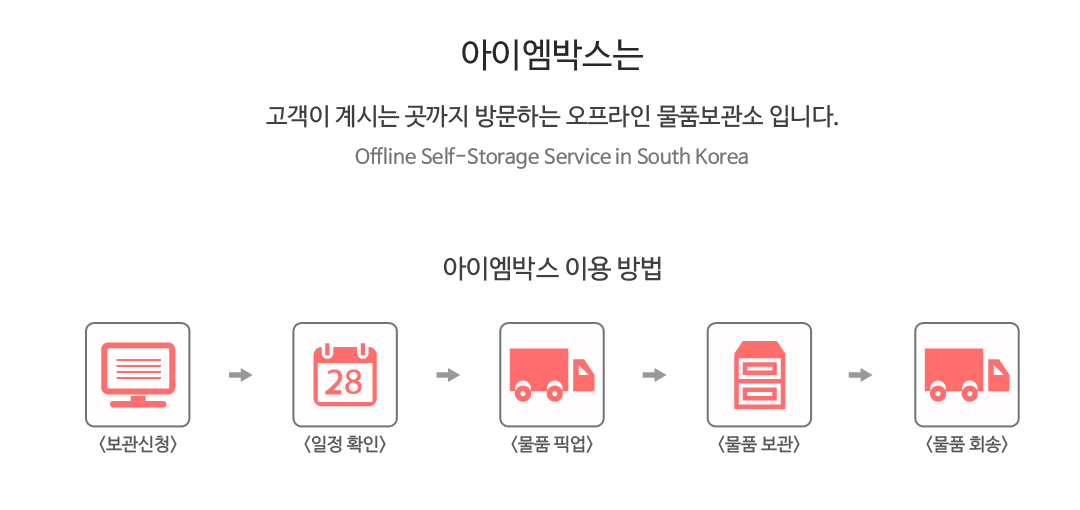 아이엠박스는
고객이 계시는 곳까지 방문하는 오프라인 물품보관소 입니다.
Offline Self-Storage Service in South Korea
아이엠박스 이용 방법
28
<보관신청>
<일정 확인>
<물품 픽업>
<물품 보관>
<물품 회송>